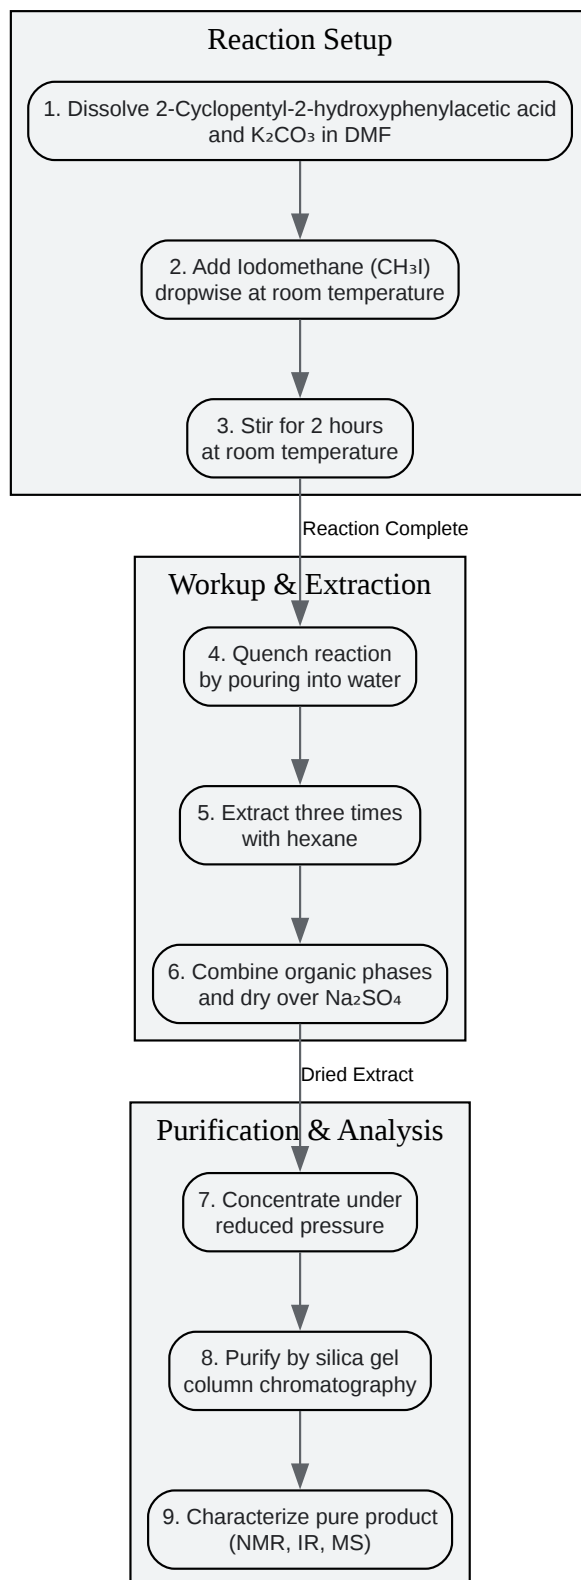 Reaction Setup
1. Dissolve 2-Cyclopentyl-2-hydroxyphenylacetic acid
and K₂CO₃ in DMF
2. Add Iodomethane (CH₃I)
dropwise at room temperature
3. Stir for 2 hours
at room temperature
Reaction Complete
Workup & Extraction
4. Quench reaction
by pouring into water
5. Extract three times
with hexane
6. Combine organic phases
and dry over Na₂SO₄
Dried Extract
Purification & Analysis
7. Concentrate under
reduced pressure
8. Purify by silica gel
column chromatography
9. Characterize pure product
(NMR, IR, MS)